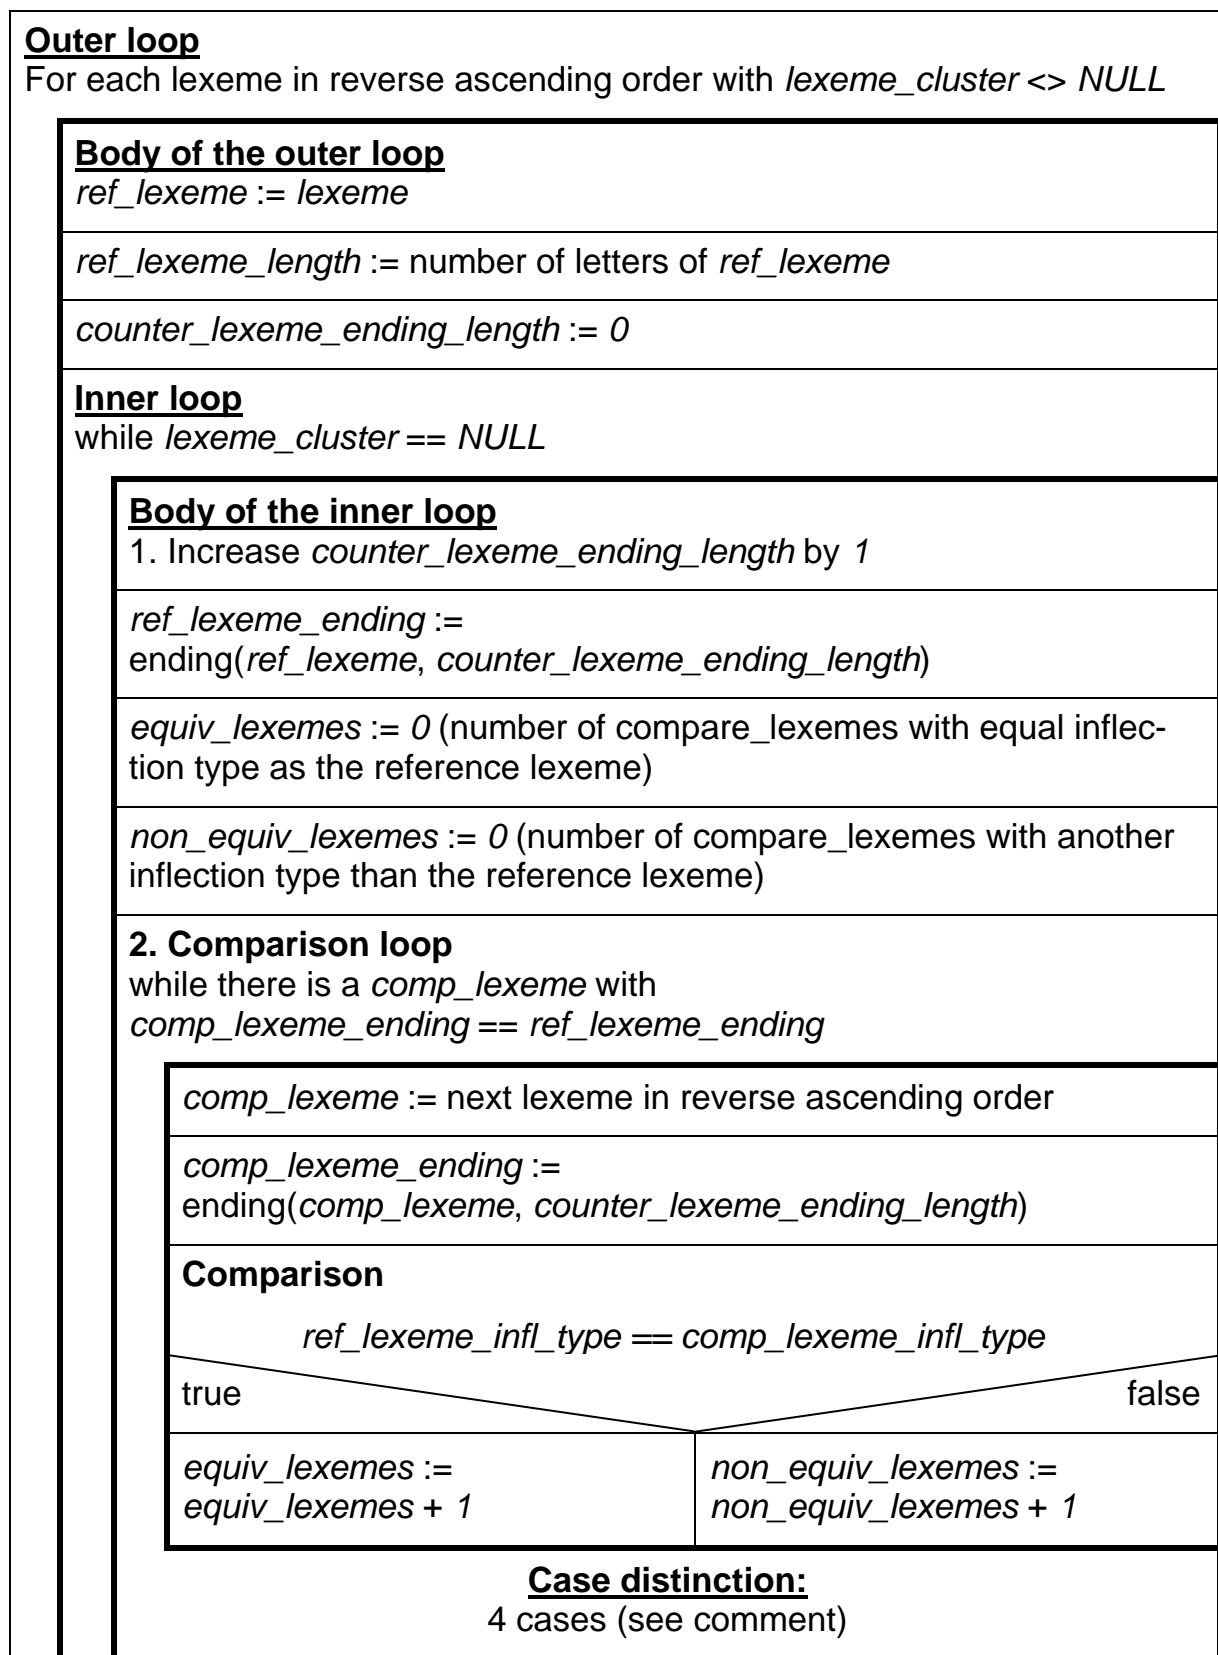 Outer loop
For each lexeme in reverse ascending order with lexeme_cluster <> NULL
Body of the outer loop
ref_lexeme := lexeme
ref_lexeme_length := number of letters of ref_lexeme
counter_lexeme_ending_length := 0
Inner loop
while lexeme_cluster == NULL
Body of the inner loop
1. Increase counter_lexeme_ending_length by 1
ref_lexeme_ending :=
ending(ref_lexeme, counter_lexeme_ending_length)
equiv_lexemes := 0 (number of compare_lexemes with equal inflec-
tion type as the reference lexeme)
non_equiv_lexemes := 0 (number of compare_lexemes with another
inflection type than the reference lexeme)
2. Comparison loop
while there is a comp_lexeme with
comp_lexeme_ending == ref_lexeme_ending
comp_lexeme := next lexeme in reverse ascending order
comp_lexeme_ending :=
ending(comp_lexeme, counter_lexeme_ending_length)
Comparison
ref_lexeme_infl_type == comp_lexeme_infl_type
true false
equiv_lexemes := non_equiv_lexemes :=
equiv_lexemes + 1 non_equiv_lexemes + 1
Case distinction:
4 cases (see comment)